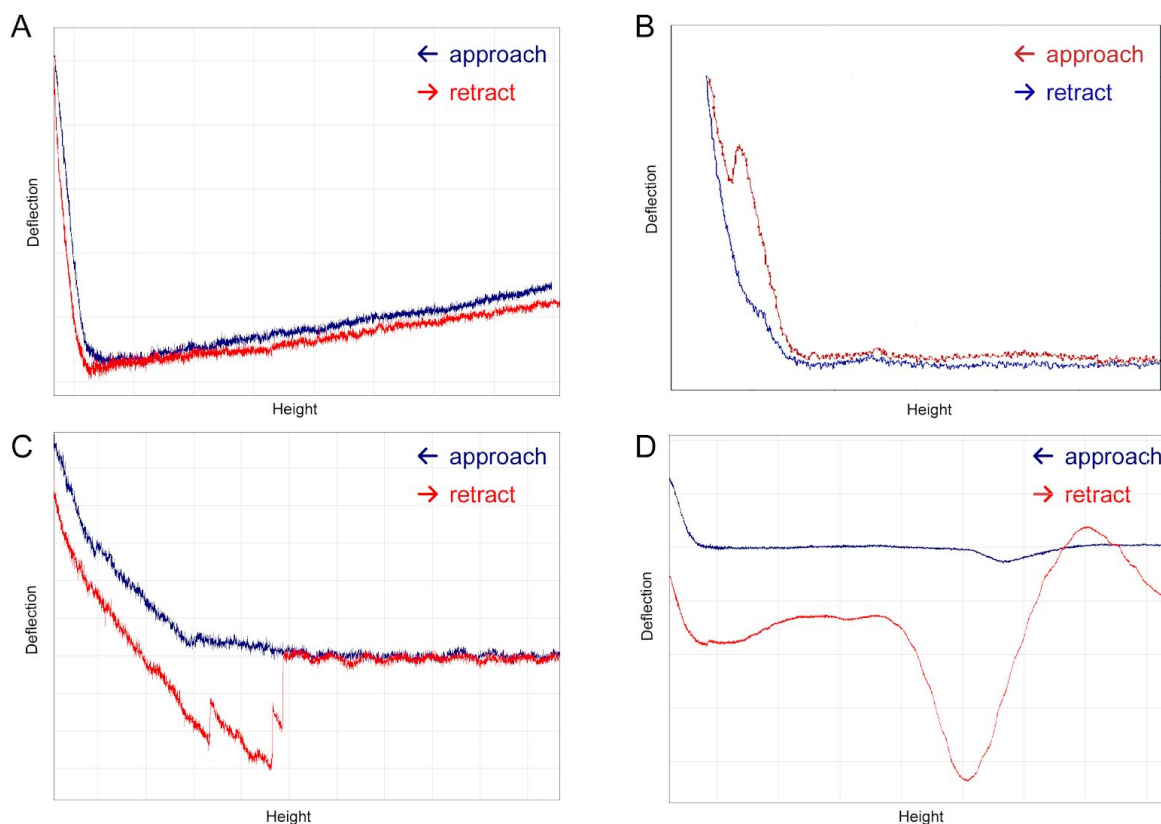 A
← approach
→ retract
Deflection
Height
B
← approach
→ retract
Deflection
Height
C
← approach
→ retract
Deflection
Height
D
← approach
→ retract
Deflection
Height